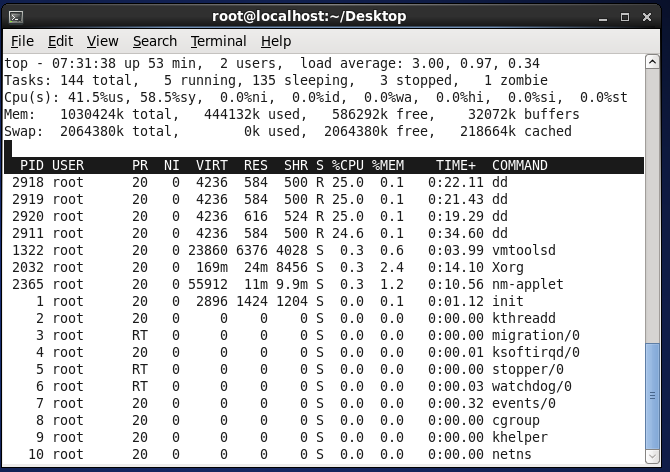 root@localhost:~/Desktop
File Edit View Search Terminal Help
top - 07:31:38 up 53 min,  2 users,  load average: 3.00, 0.97, 0.34
Tasks: 144 total,   5 running, 135 sleeping,   3 stopped,   1 zombie
Cpu(s): 41.5%us, 58.5%sy,  0.0%ni,  0.0%id,  0.0%wa,  0.0%hi,  0.0%si,  0.0%st
Mem:   1030424k total,   444132k used,   586292k free,    32072k buffers
Swap:  2064380k total,        0k used,  2064380k free,   218664k cached
PID USER      PR  NI  VIRT  RES  SHR S %CPU %MEM    TIME+  COMMAND
2918 root      20   0  4236  584  500 R 25.0  0.1   0:22.11 dd
2919 root      20   0  4236  584  500 R 25.0  0.1   0:21.43 dd
2920 root      20   0  4236  616  524 R 25.0  0.1   0:19.29 dd
2911 root      20   0  4236  584  500 R 24.6  0.1   0:34.60 dd
1322 root      20   0 23860 6376 4028 S  0.3  0.6   0:03.99 vmtoolsd
2032 root      20   0  169m  24m 8456 S  0.3  2.4   0:14.10 Xorg
2365 root      20   0 55912  11m 9.9m S  0.3  1.2   0:10.56 nm-applet
1 root      20   0  2896 1424 1204 S  0.0  0.1   0:01.12 init
2 root      20   0     0    0    0 S  0.0  0.0   0:00.00 kthreadd
3 root      RT   0     0    0    0 S  0.0  0.0   0:00.00 migration/0
4 root      20   0     0    0    0 S  0.0  0.0   0:00.01 ksoftirqd/0
5 root      RT   0     0    0    0 S  0.0  0.0   0:00.00 stopper/0
6 root      RT   0     0    0    0 S  0.0  0.0   0:00.03 watchdog/0
7 root      20   0     0    0    0 S  0.0  0.0   0:00.32 events/0
8 root      20   0     0    0    0 S  0.0  0.0   0:00.00 cgroup
9 root      20   0     0    0    0 S  0.0  0.0   0:00.00 khelper
10 root      20   0     0    0    0 S  0.0  0.0   0:00.00 netns